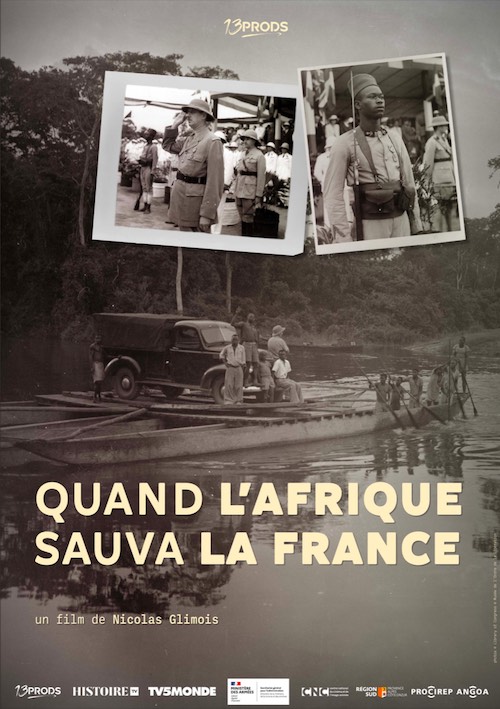 13PRODS
QUAND L'AFRIQUE
SAUVA LA FRANCE
un film de Nicolas Glimois
13PRODS
HISTOIRE TV
TV5MONDE
MINISTÈRE
DES ARMÉES
CNC
RÉGION
SUD
PROCIREP ANGOA